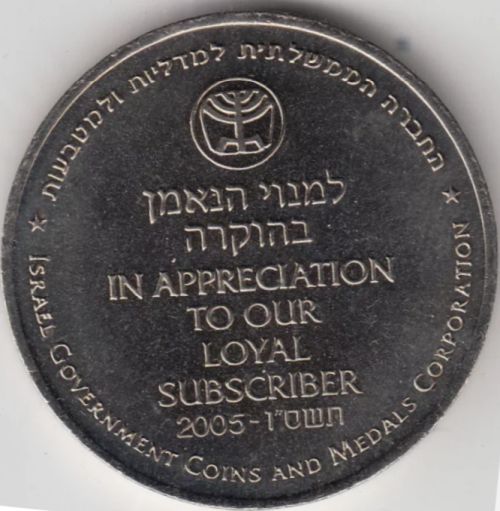 החברה הממשלתית למדליות ולמטבעות
למנוי הנאמן
בהוקרה
IN APPRECIATION
TO OUR
LOYAL
SUBSCRIBER
2005 - תשס"ו
★ ISRAEL GOVERNMENT COINS AND MEDALS CORPORATION ★